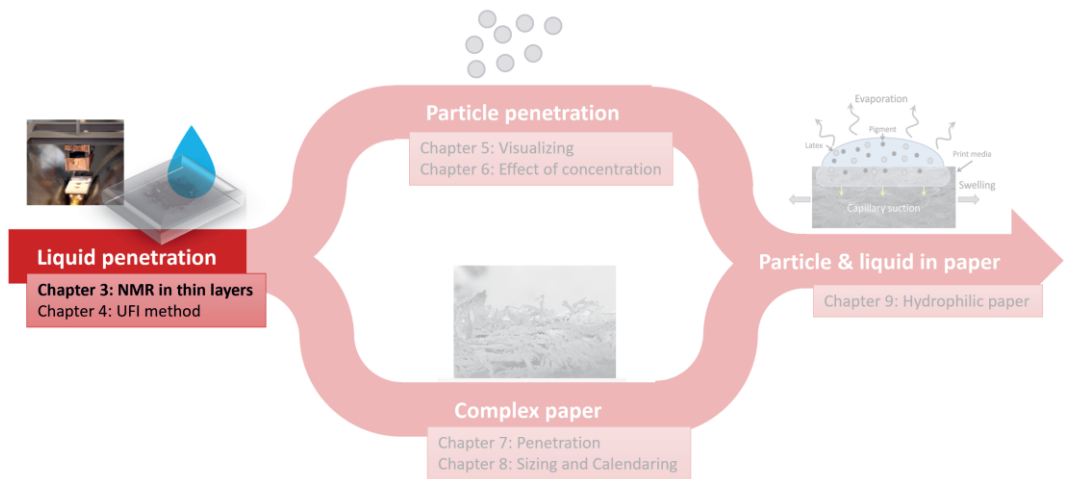 Liquid penetration
Chapter 3: NMR in thin layers
Chapter 4: UFI method
Particle penetration
Chapter 5: Visualizing
Chapter 6: Effect of concentration
Complex paper
Chapter 7: Penetration
Chapter 8: Sizing and Calendaring
Evaporation
Pigment
Latex
Print media
Swelling
Capillary suction
Particle & liquid in paper
Chapter 9: Hydrophilic paper